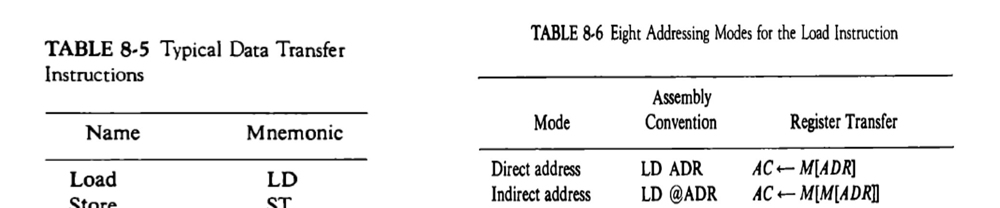 TABLE 8-5 Typical Data Transfer
Instructions
Name Mnemonic
Load LD
Store ST
TABLE 8-6 Eight Addressing Modes for the Load Instruction
Assembly
Mode Convention Register Transfer
Direct address LD ADR AC ← M[ADR]
Indirect address LD @ADR AC ← M[M[ADR]]